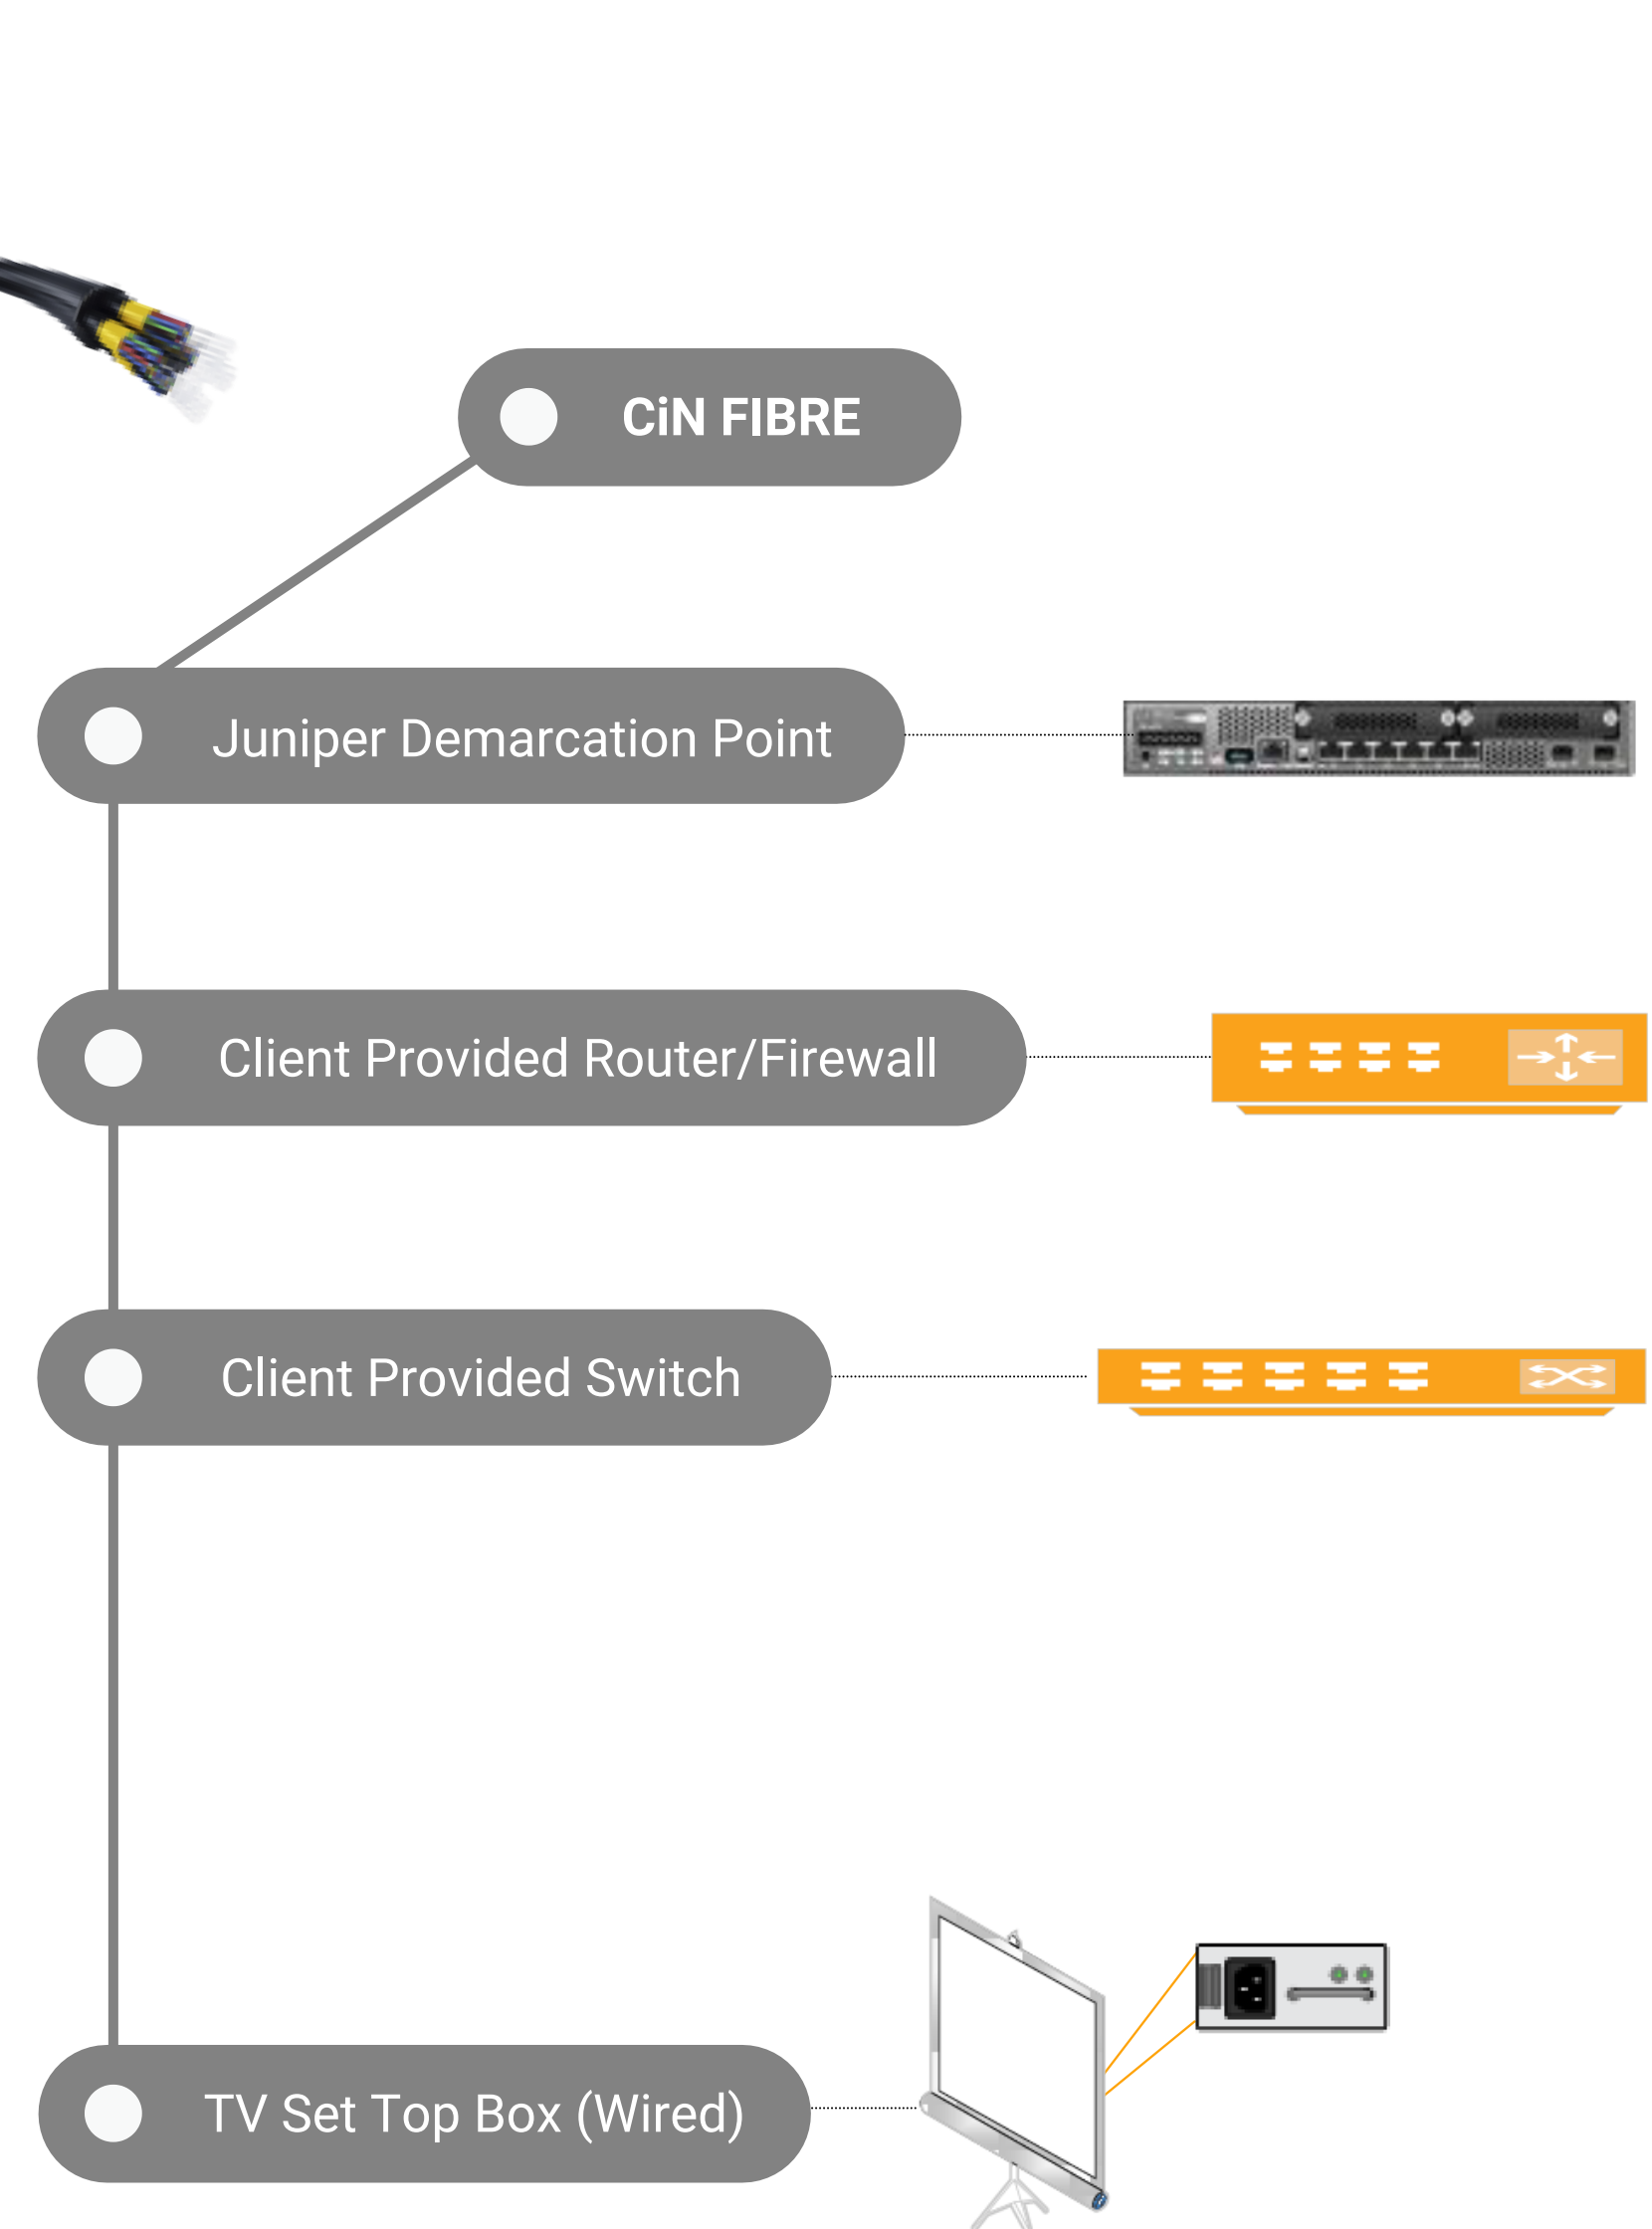 CiN FIBRE
Juniper Demarcation Point
Client Provided Router/Firewall
Client Provided Switch
TV Set Top Box (Wired)